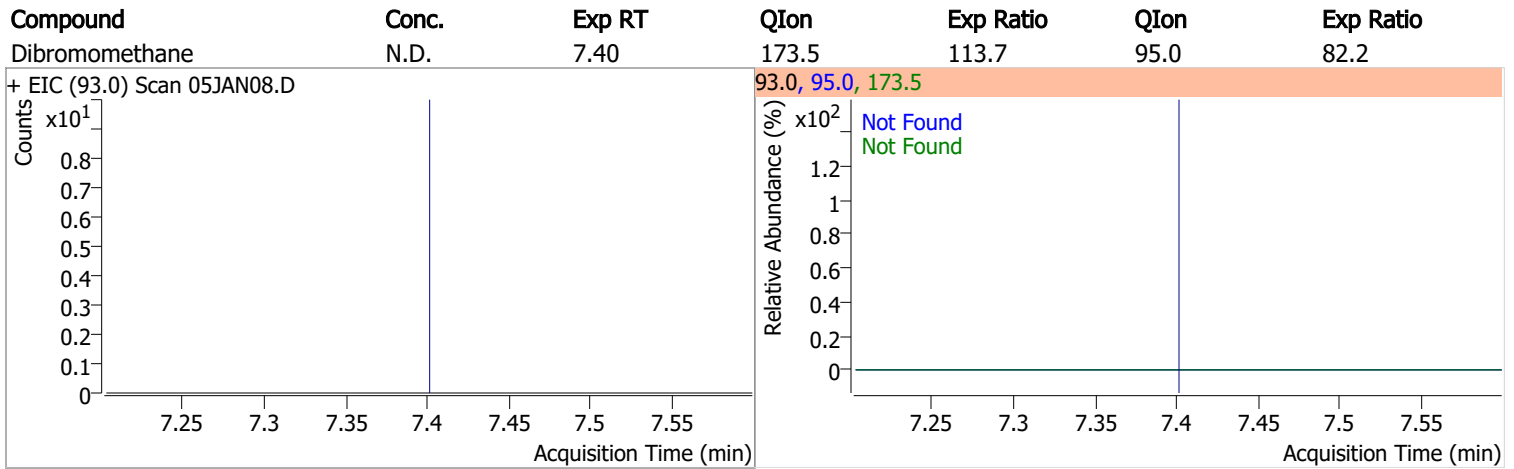 Compound Conc. Exp RT QIon Exp Ratio QIon Exp Ratio
Dibromomethane N.D. 7.40 173.5 113.7 95.0 82.2
+ EIC (93.0) Scan 05JAN08.D
Counts
x10¹
0.8
0.7
0.6
0.5
0.4
0.3
0.2
0.1
0
7.25 7.3 7.35 7.4 7.45 7.5 7.55
Acquisition Time (min)
93.0, 95.0, 173.5
Relative Abundance (%)
x10²
Not Found
Not Found
1.2
1
0.8
0.6
0.4
0.2
0
7.25 7.3 7.35 7.4 7.45 7.5 7.55
Acquisition Time (min)